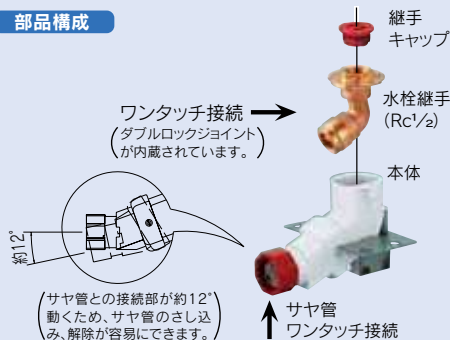 部品構成
継手
キャップ
水栓継手
(Rc1/2)
ワンタッチ接続
(ダブルロックジョイント
が内蔵されています。)
本体
約12°
(サヤ管との接続部が約12°
動くため、サヤ管のさし込
み、解除が容易にできます。)
サヤ管
ワンタッチ接続